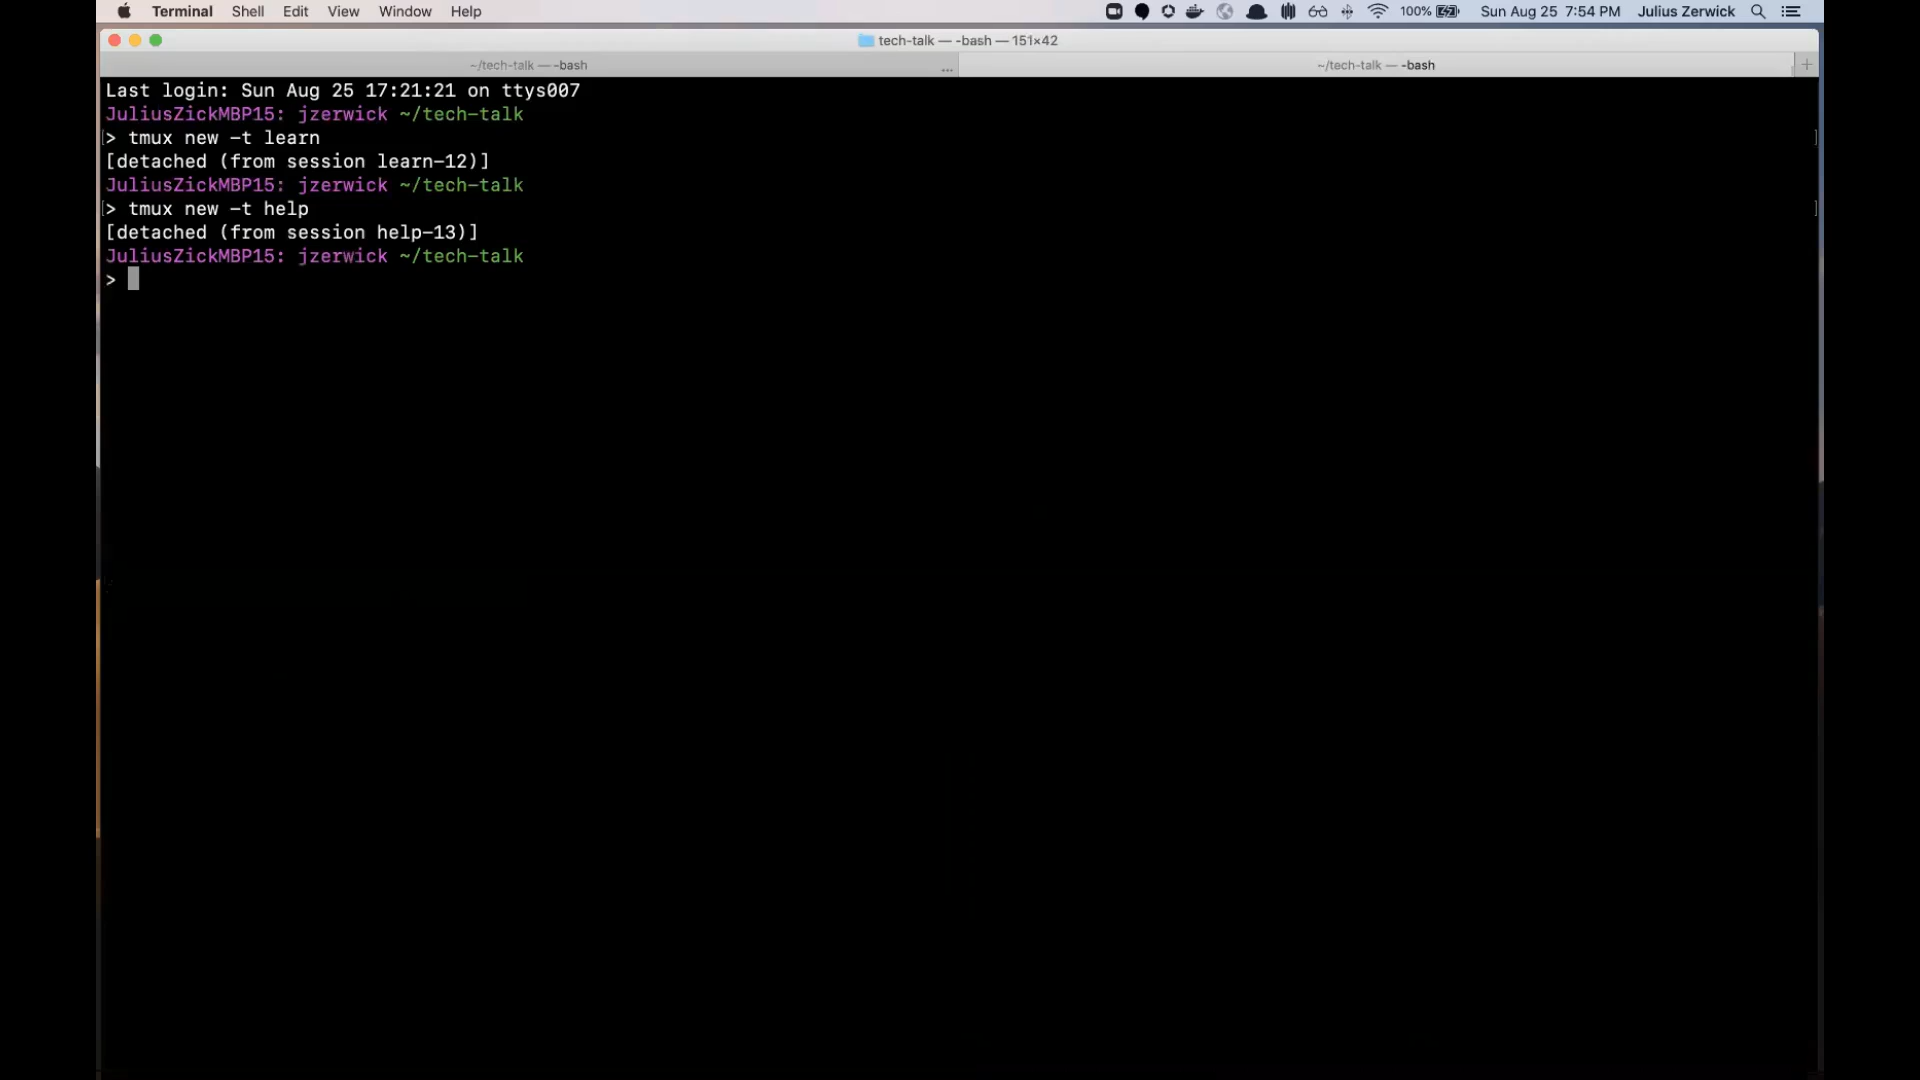 Terminal Shell Edit View Window Help 100% Sun Aug 25 7:54 PM Julius Zerwick
tech-talk — -bash — 151×42
~/tech-talk — -bash ... ~/tech-talk — -bash +
Last login: Sun Aug 25 17:21:21 on ttys007
JuliusZickMBP15: jzerwick ~/tech-talk
[> tmux new -t learn ]
[detached (from session learn-12)]
JuliusZickMBP15: jzerwick ~/tech-talk
[> tmux new -t help ]
[detached (from session help-13)]
JuliusZickMBP15: jzerwick ~/tech-talk
>